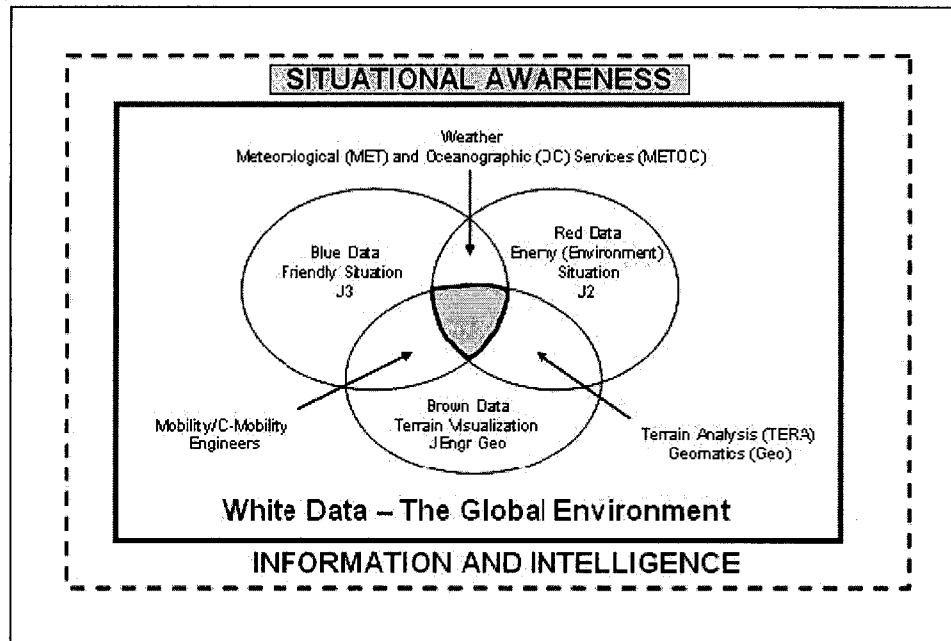 SITUATIONAL AWARENESS
Weather
Meteorological (MET) and Oceanographic (OC) Services (METOC)
Blue Data
Friendly Situation
J3
Red Data
Enemy (Environment)
Situation
J2
Mobility/C-Mobility
Engineers
Brown Data
Terrain Visualization
JEngr Geo
Terrain Analysis (TERA)
Geomatics (Geo)
White Data – The Global Environment
INFORMATION AND INTELLIGENCE